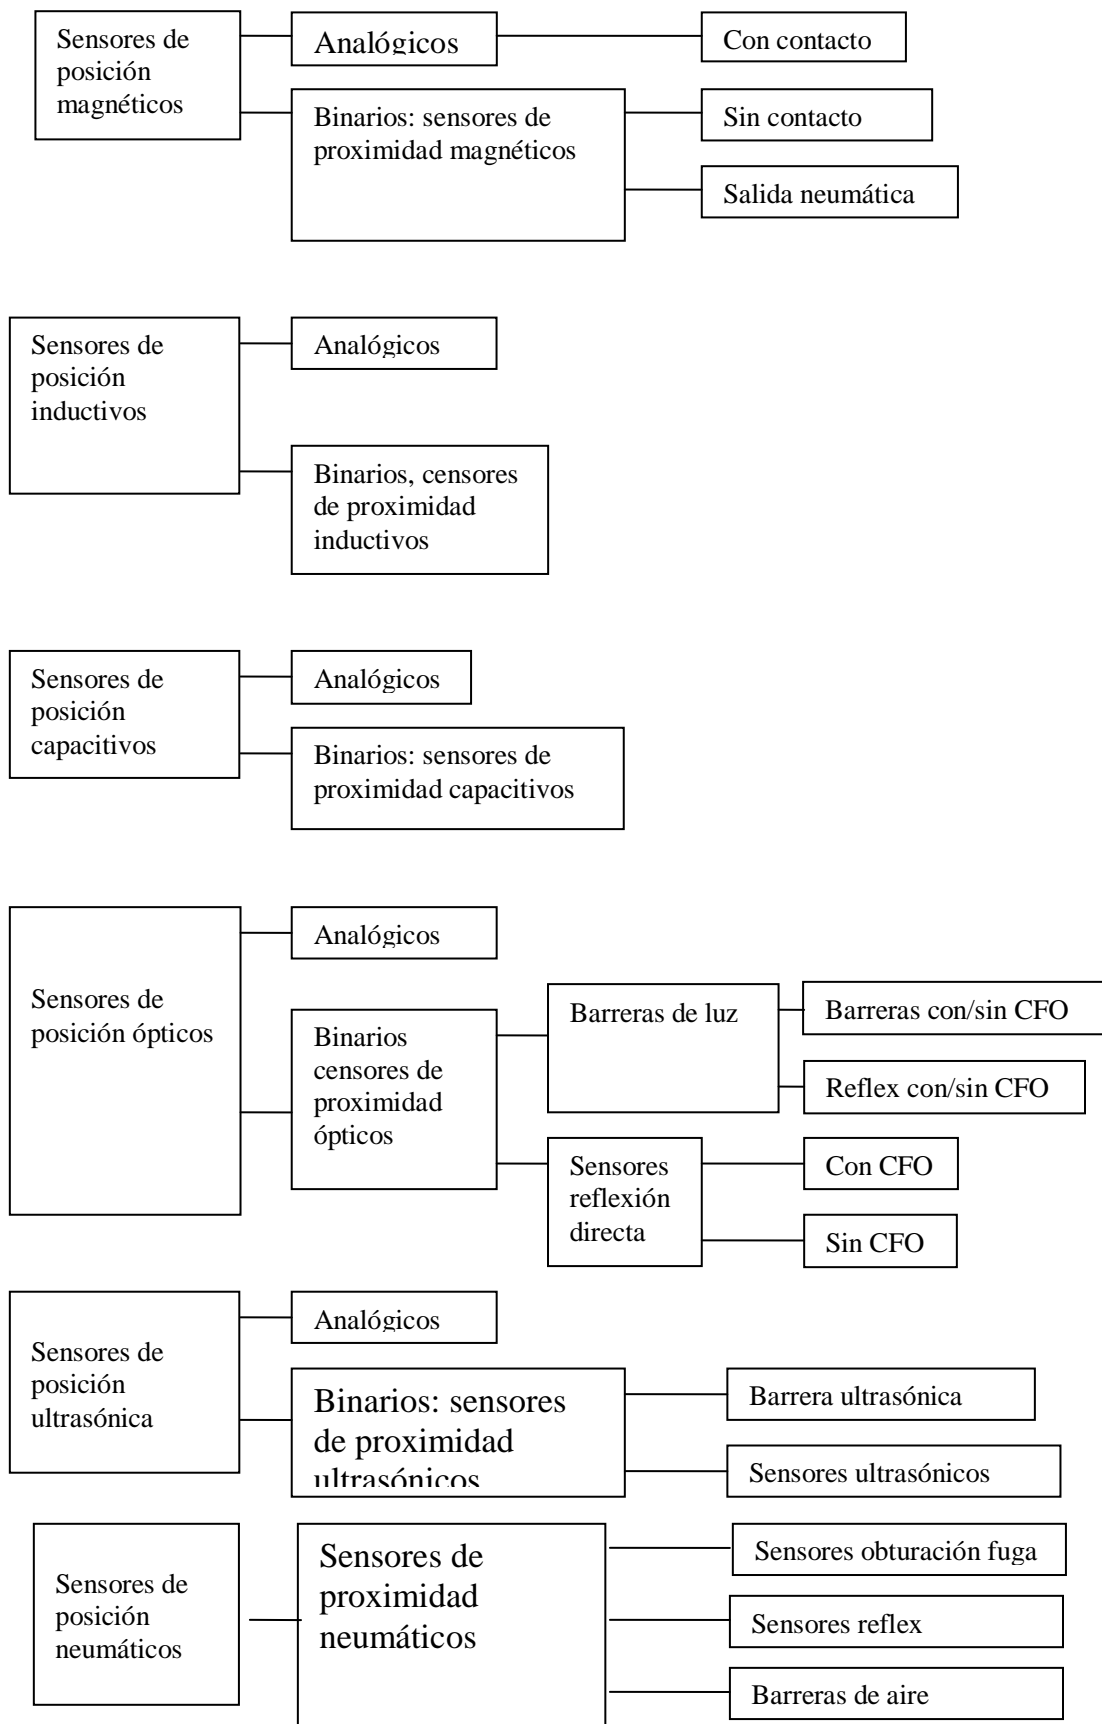 Sensores de
posición
magnéticos
Analógicos
Con contacto
Binarios: sensores de
proximidad magnéticos
Sin contacto
Salida neumática
Sensores de
posición
inductivos
Analógicos
Binarios, censores
de proximidad
inductivos
Sensores de
posición
capacitivos
Analógicos
Binarios: sensores de
proximidad capacitivos
Sensores de
posición ópticos
Analógicos
Binarios
censores de
proximidad
ópticos
Barreras de luz
Barreras con/sin CFO
Reflex con/sin CFO
Sensores
reflexión
directa
Con CFO
Sin CFO
Sensores de
posición
ultrasónica
Analógicos
Binarios: sensores
de proximidad
ultrasónicos
Barrera ultrasónica
Sensores ultrasónicos
Sensores de
posición
neumáticos
Sensores de
proximidad
neumáticos
Sensores obturación fuga
Sensores reflex
Barreras de aire